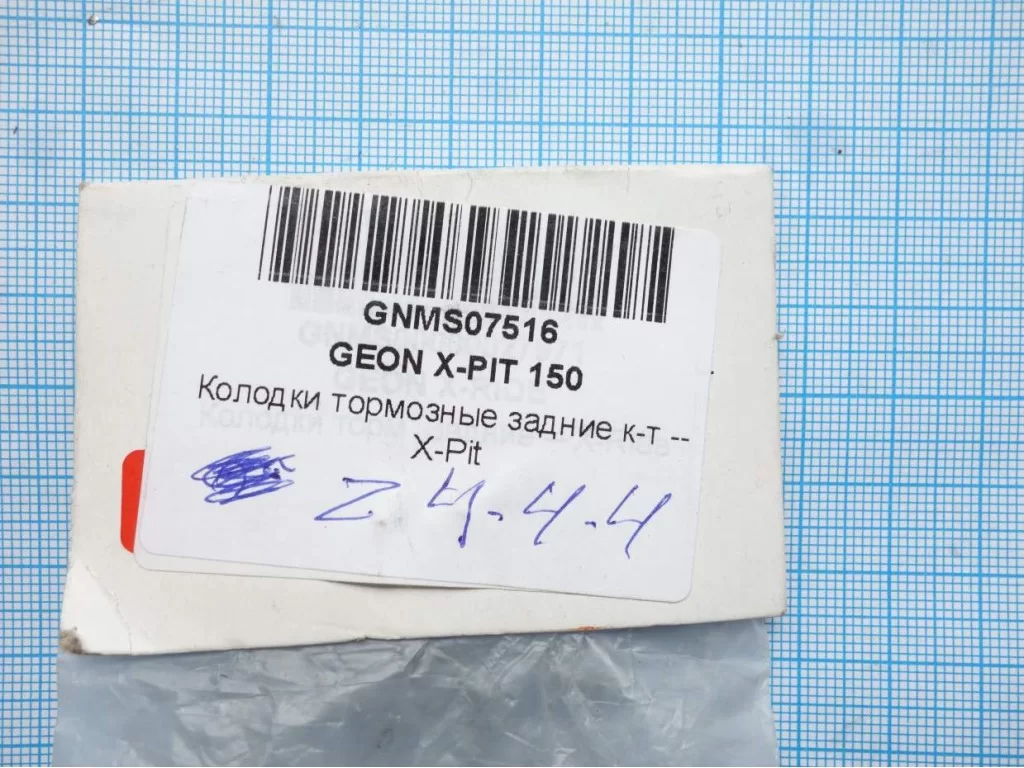 GNMS07516
GEON X-PIT 150
Колодки тормозные задние к-т --
X-Pit
Z 4-4-4